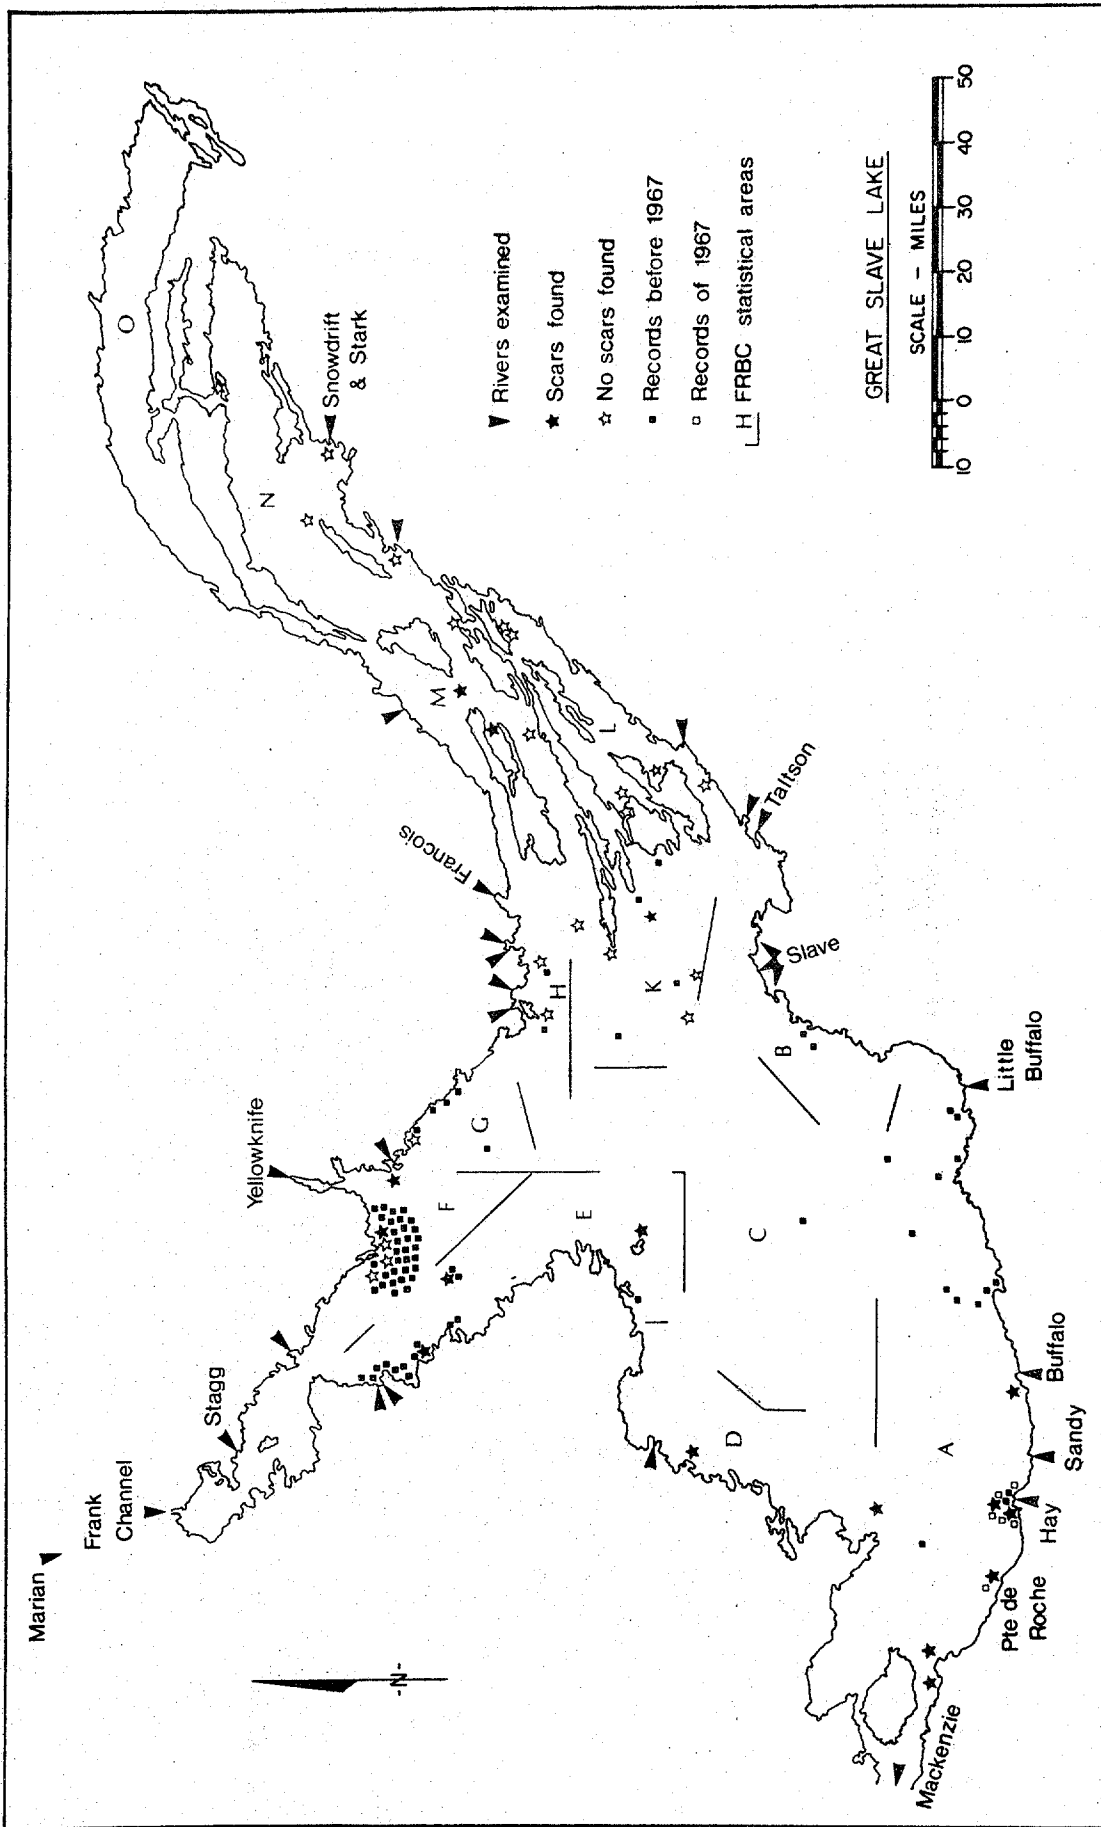 Marian
Frank
Channel
Stagg
Yellowknife
Francois
Snowdrift
& Stark
Taltson
Slave
Little
Buffalo
Buffalo
Sandy
Hay
Pte de
Roche
Mackenzie
-N-
O
N
M
L
H
K
G
F
E
B
C
D
A
Rivers examined
Scars found
No scars found
Records before 1967
Records of 1967
H FRBC statistical areas
GREAT SLAVE LAKE
SCALE - MILES
10 0 10 20 30 40 50